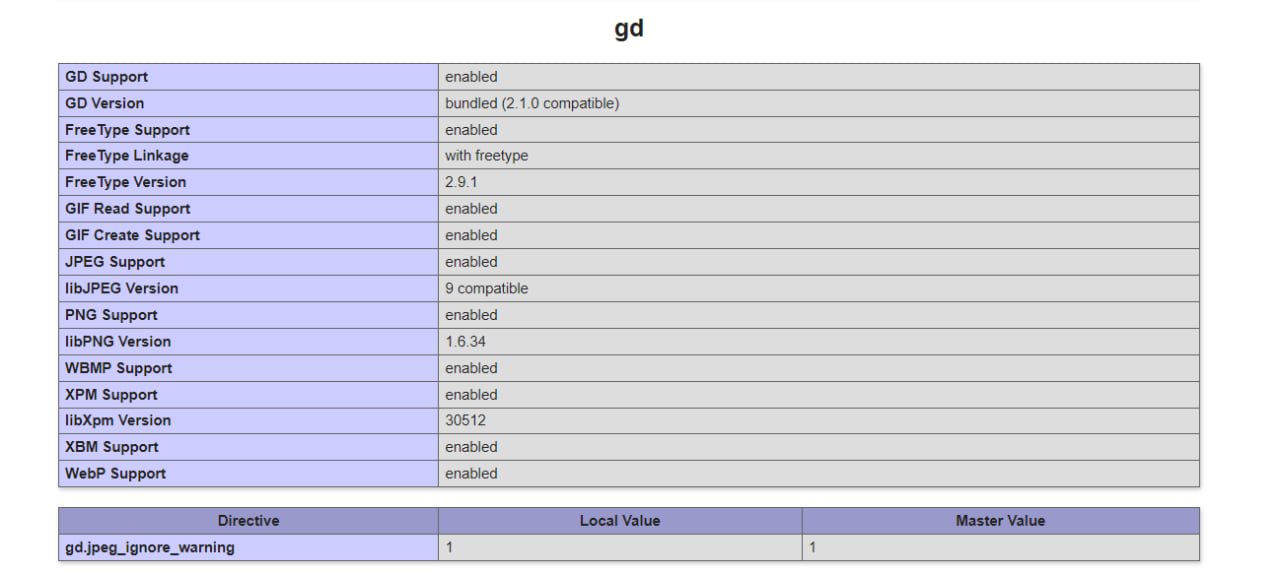 gd
GD Support enabled
GD Version bundled (2.1.0 compatible)
FreeType Support enabled
FreeType Linkage with freetype
FreeType Version 2.9.1
GIF Read Support enabled
GIF Create Support enabled
JPEG Support enabled
libJPEG Version 9 compatible
PNG Support enabled
libPNG Version 1.6.34
WBMP Support enabled
XPM Support enabled
libXpm Version 30512
XBM Support enabled
WebP Support enabled
Directive Local Value Master Value
gd.jpeg_ignore_warning 1 1